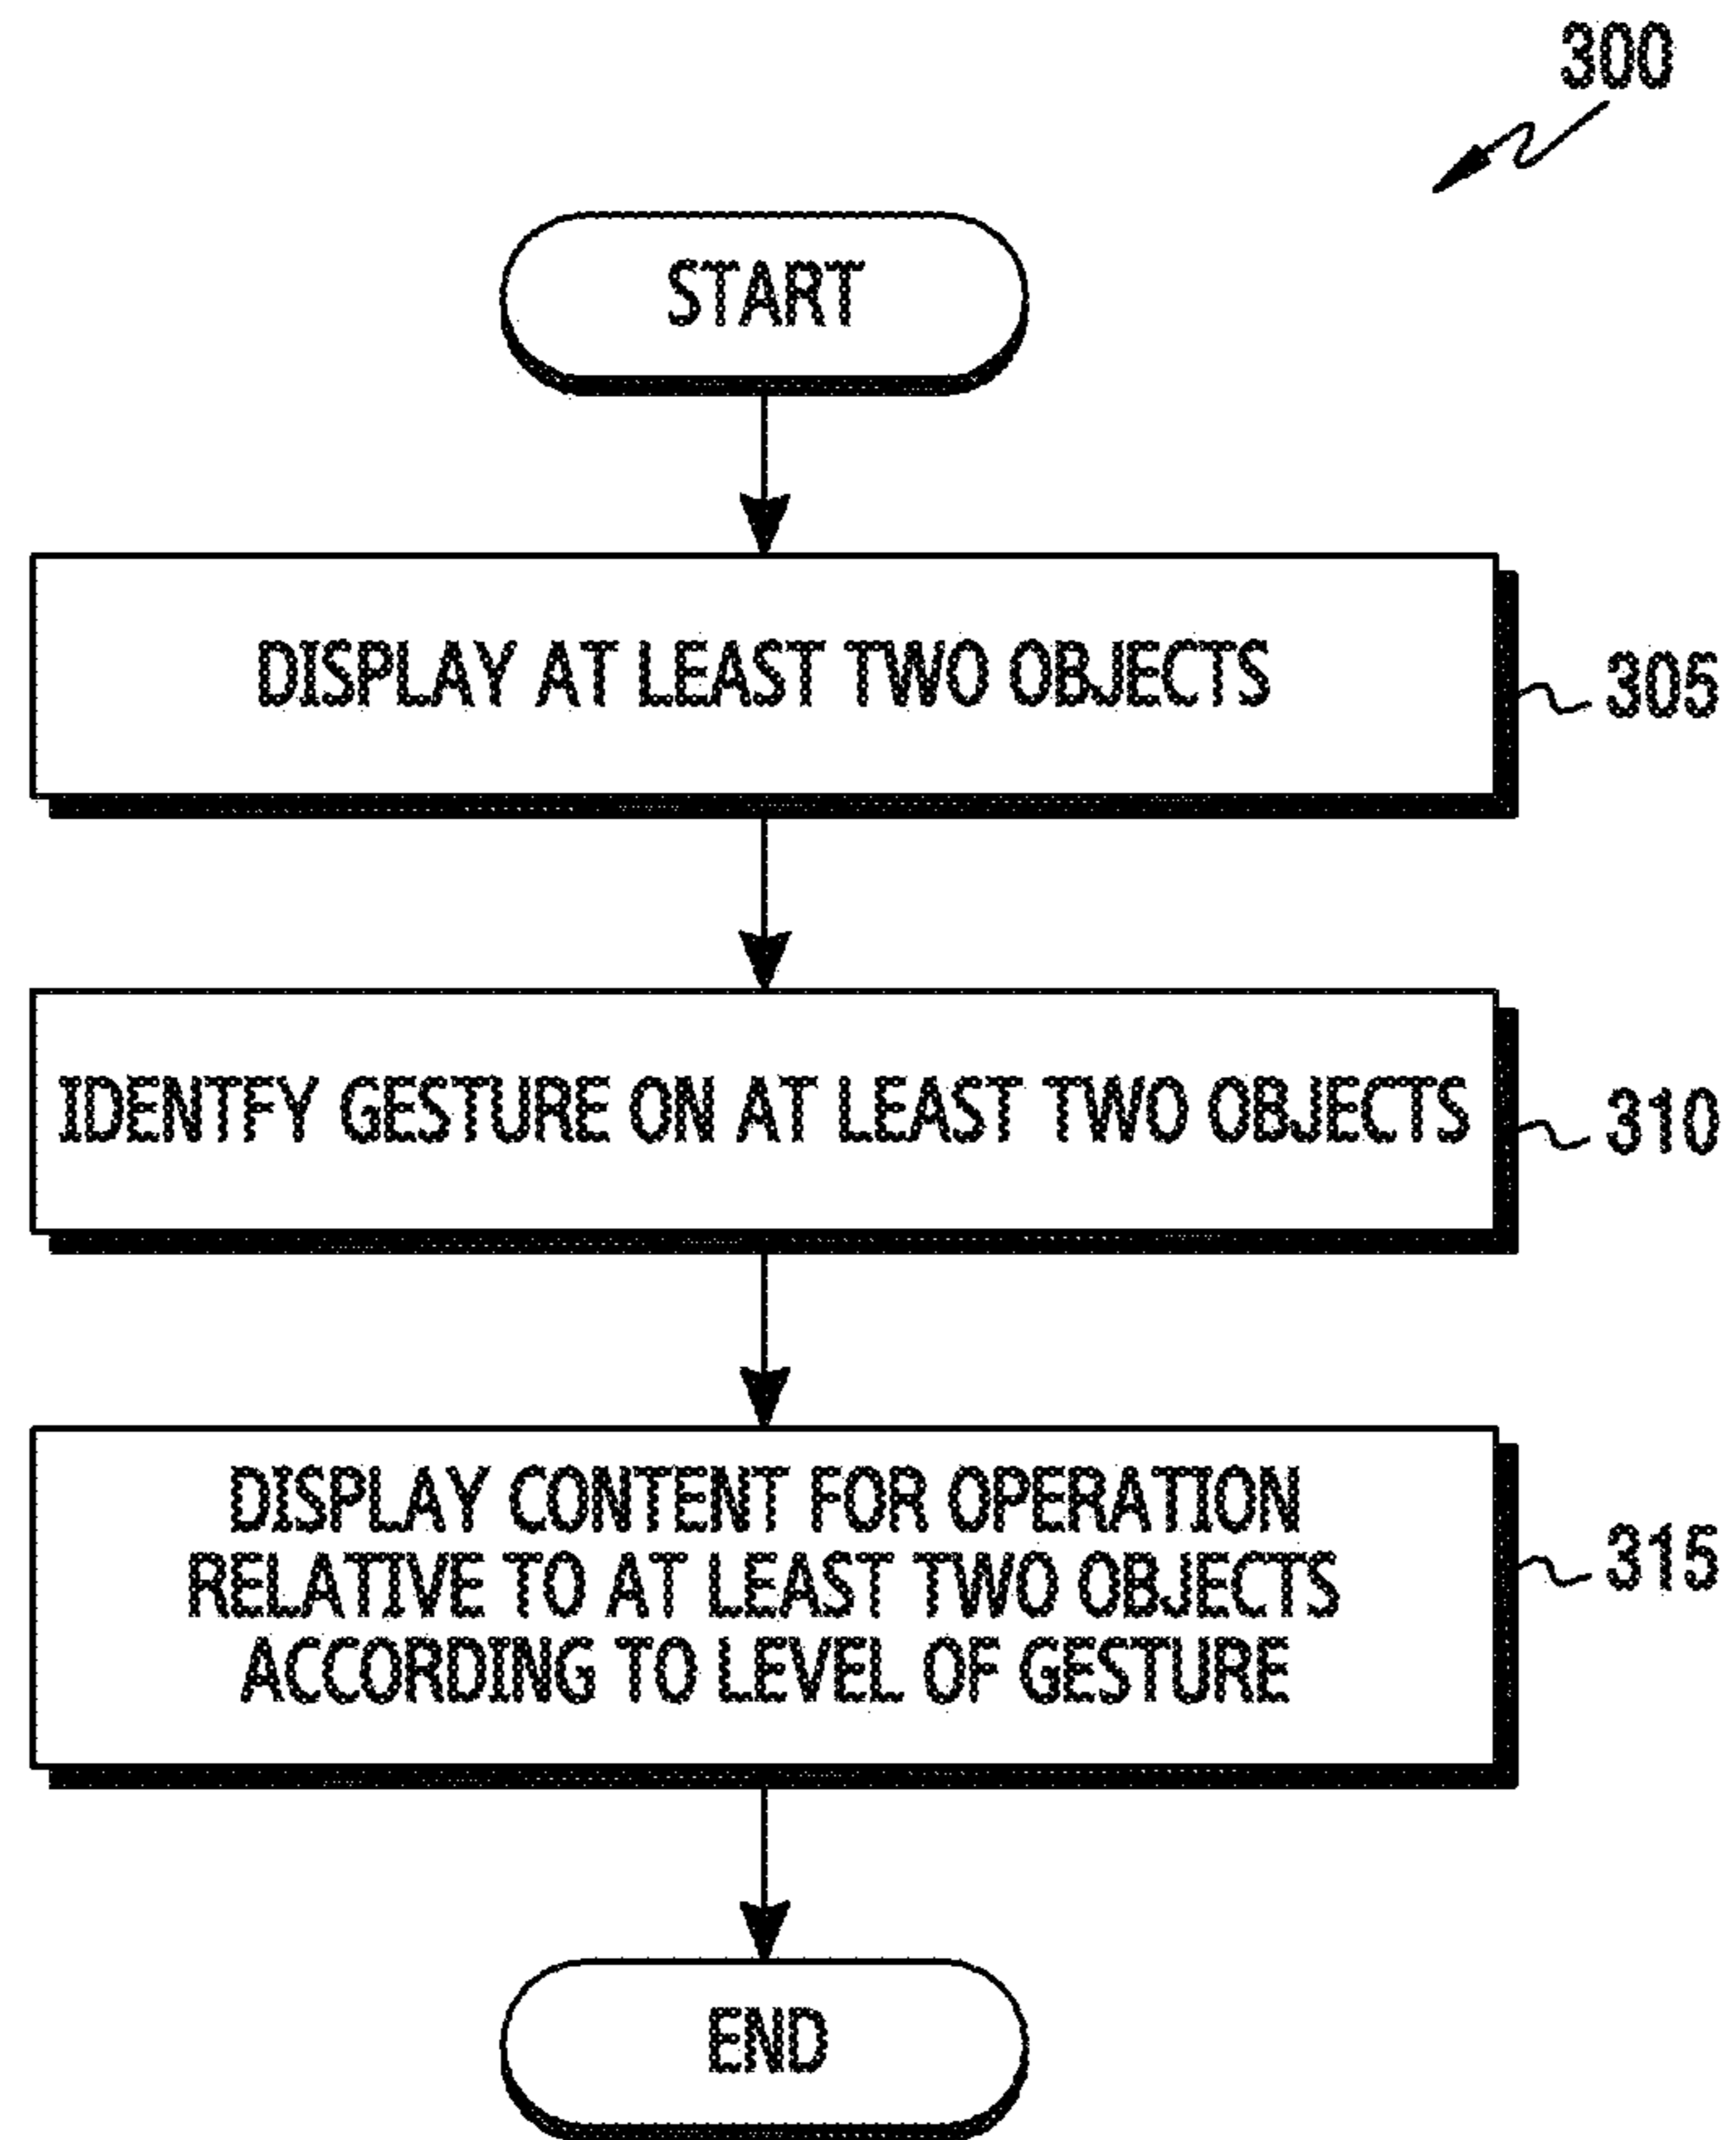 300
START
DISPLAY AT LEAST TWO OBJECTS
305
IDENTFY GESTURE ON AT LEAST TWO OBJECTS
310
DISPLAY CONTENT FOR OPERATION
RELATIVE TO AT LEAST TWO OBJECTS
ACCORDING TO LEVEL OF GESTURE
315
END